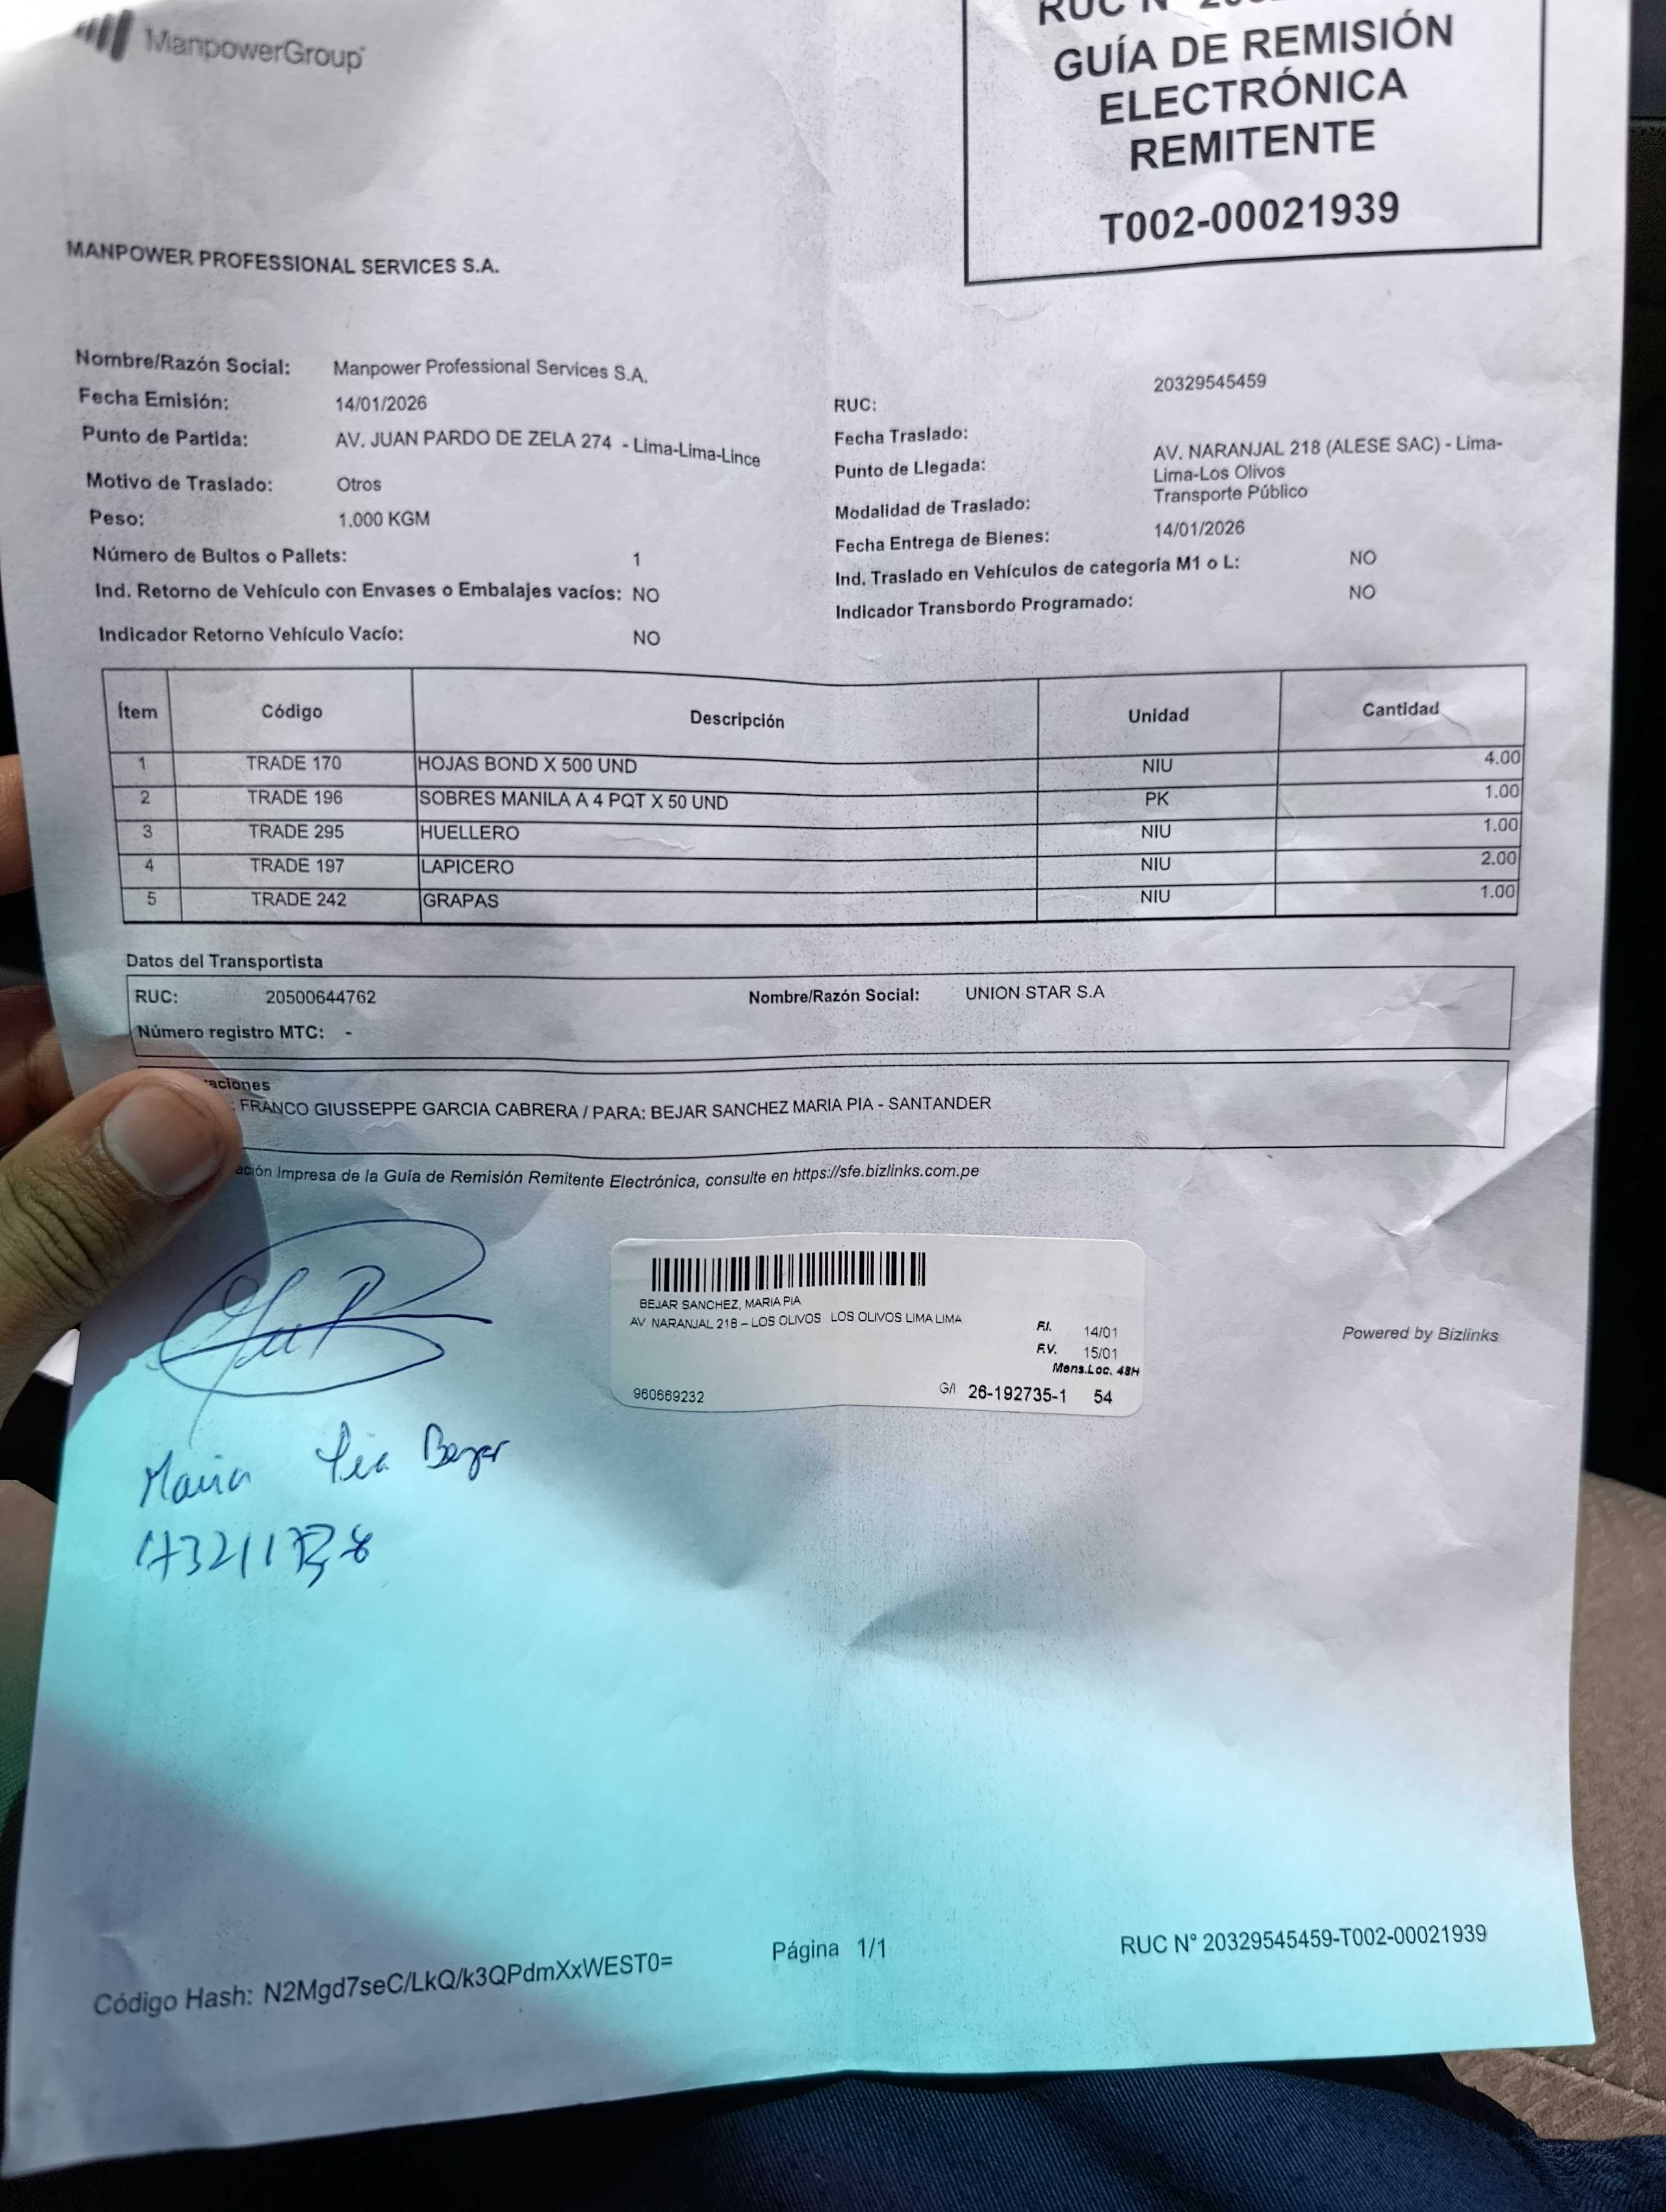 ManpowerGroup
RUC N°
GUÍA DE REMISIÓN
ELECTRÓNICA
REMITENTE
T002-00021939
MANPOWER PROFESSIONAL SERVICES S.A.
Nombre/Razón Social: Manpower Professional Services S.A.
Fecha Emisión: 14/01/2026
Punto de Partida: AV. JUAN PARDO DE ZELA 274 - Lima-Lima-Lince
Motivo de Traslado: Otros
Peso: 1.000 KGM
Número de Bultos o Pallets: 1
Ind. Retorno de Vehículo con Envases o Embalajes vacíos: NO
Indicador Retorno Vehículo Vacío: NO
RUC: 20329545459
Fecha Traslado:
Punto de Llegada: AV. NARANJAL 218 (ALESE SAC) - Lima-
Lima-Los Olivos
Modalidad de Traslado: Transporte Público
Fecha Entrega de Bienes: 14/01/2026
Ind. Traslado en Vehículos de categoría M1 o L: NO
Indicador Transbordo Programado: NO
Ítem Código Descripción Unidad Cantidad
1 TRADE 170 HOJAS BOND X 500 UND NIU 4.00
2 TRADE 196 SOBRES MANILA A 4 PQT X 50 UND PK 1.00
3 TRADE 295 HUELLERO NIU 1.00
4 TRADE 197 LAPICERO NIU 2.00
5 TRADE 242 GRAPAS NIU 1.00
Datos del Transportista
RUC: 20500644762 Nombre/Razón Social: UNION STAR S.A
Número registro MTC: -
aciones
: FRANCO GIUSSEPPE GARCIA CABRERA / PARA: BEJAR SANCHEZ MARIA PIA - SANTANDER
ación Impresa de la Guía de Remisión Remitente Electrónica, consulte en https://sfe.bizlinks.com.pe
BEJAR SANCHEZ, MARIA PIA
AV. NARANJAL 218 – LOS OLIVOS LOS OLIVOS LIMA LIMA
F.I. 14/01
F.V. 15/01
Mens.Loc. 48H
960669232 G/I 26-192735-1 54
Powered by Bizlinks
Maria Pia Bejar
Código Hash: N2Mgd7seC/LkQ/k3QPdmXxWEST0=
Página 1/1
RUC N° 20329545459-T002-00021939